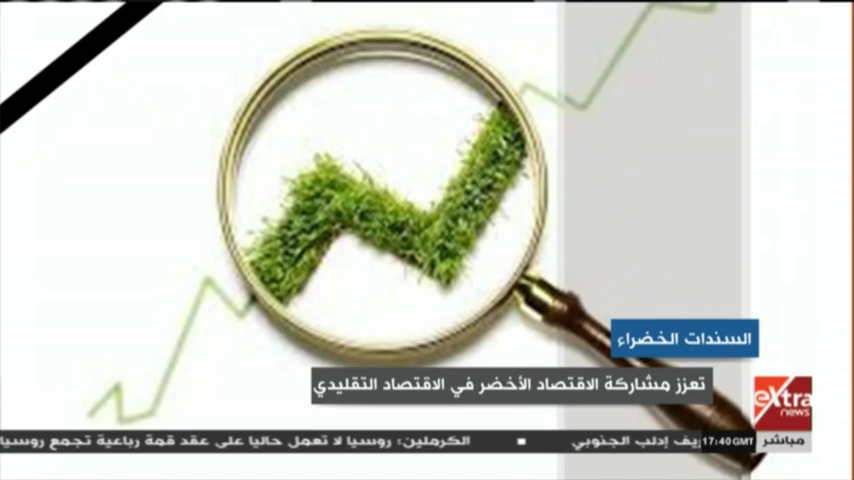 السندات الخضراء
تعزز مشاركة الاقتصاد الأخضر في الاقتصاد التقليدي
eXtra
news
مباشر
17:40 GMT
ريف إدلب الجنوبي ■ الكرملين: روسيا لا تعمل حاليا على عقد قمة رباعية تجمع روسيا